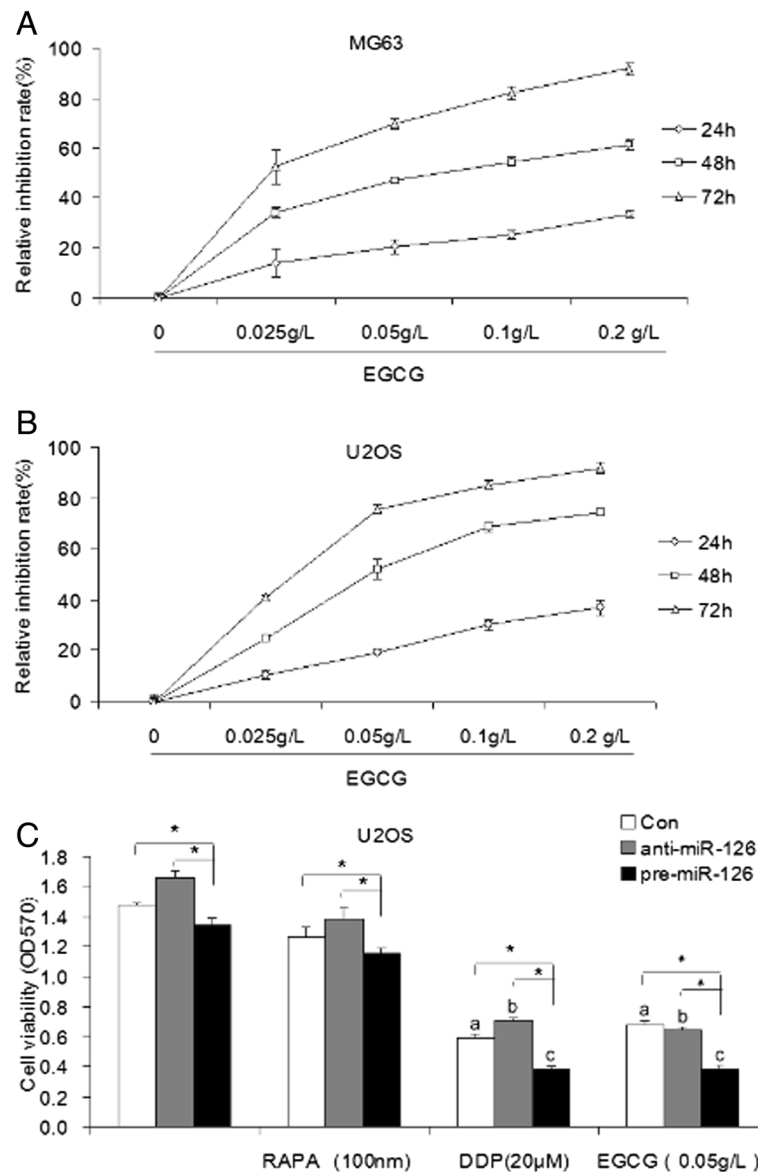 A
MG63
Relative inhibition rate(%)
100
80
60
40
20
0
24h
48h
72h
0 0.025g/L 0.05g/L 0.1g/L 0.2 g/L
EGCG
B
U2OS
Relative inhibition rate(%)
100
80
60
40
20
0
24h
48h
72h
0 0.025g/L 0.05g/L 0.1g/L 0.2 g/L
EGCG
C
U2OS
Con
anti-miR-126
pre-miR-126
Cell viability (OD570)
1.8
1.6
1.4
1.2
1.0
0.8
0.6
0.4
0.2
0.0
* *
* *
* *
* *
a b c
a b c
RAPA (100nm) DDP(20μM) EGCG ( 0.05g/L)